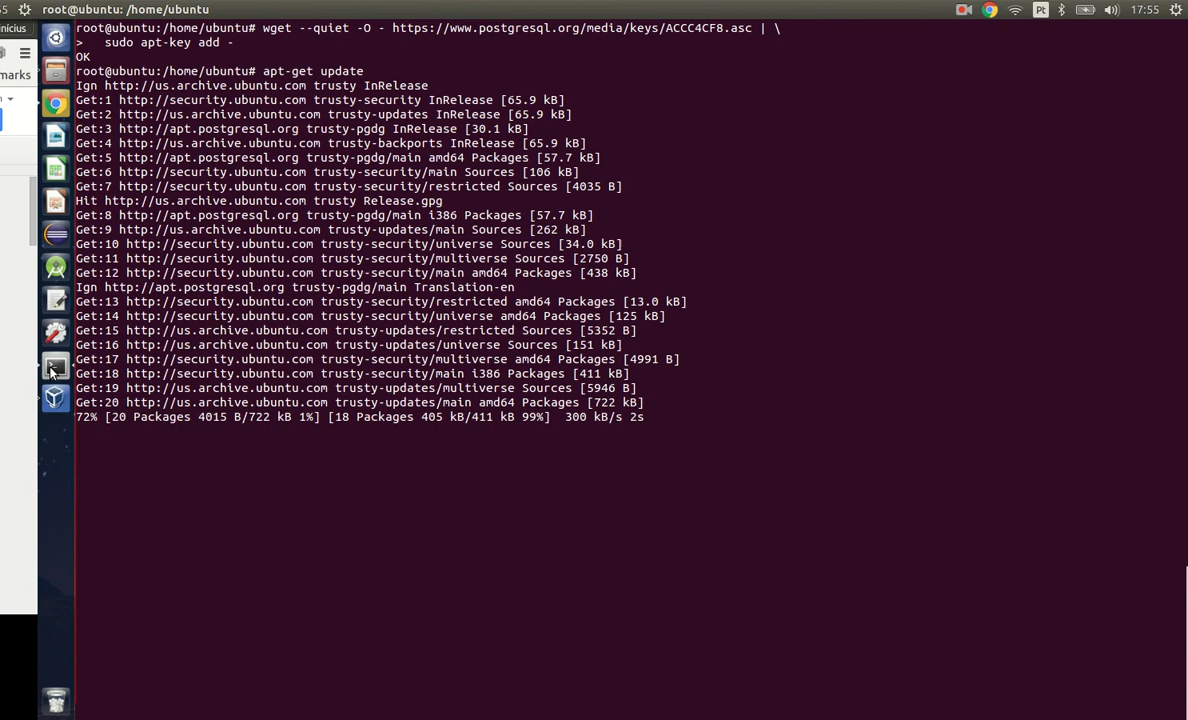 55 root@ubuntu: /home/ubuntu Pt 17:55
inicius
marks
root@ubuntu:/home/ubuntu# wget --quiet -O - https://www.postgresql.org/media/keys/ACCC4CF8.asc | \
>   sudo apt-key add -
OK
root@ubuntu:/home/ubuntu# apt-get update
Ign http://us.archive.ubuntu.com trusty InRelease
Get:1 http://security.ubuntu.com trusty-security InRelease [65.9 kB]
Get:2 http://us.archive.ubuntu.com trusty-updates InRelease [65.9 kB]
Get:3 http://apt.postgresql.org trusty-pgdg InRelease [30.1 kB]
Get:4 http://us.archive.ubuntu.com trusty-backports InRelease [65.9 kB]
Get:5 http://apt.postgresql.org trusty-pgdg/main amd64 Packages [57.7 kB]
Get:6 http://security.ubuntu.com trusty-security/main Sources [106 kB]
Get:7 http://security.ubuntu.com trusty-security/restricted Sources [4035 B]
Hit http://us.archive.ubuntu.com trusty Release.gpg
Get:8 http://apt.postgresql.org trusty-pgdg/main i386 Packages [57.7 kB]
Get:9 http://us.archive.ubuntu.com trusty-updates/main Sources [262 kB]
Get:10 http://security.ubuntu.com trusty-security/universe Sources [34.0 kB]
Get:11 http://security.ubuntu.com trusty-security/multiverse Sources [2750 B]
Get:12 http://security.ubuntu.com trusty-security/main amd64 Packages [438 kB]
Ign http://apt.postgresql.org trusty-pgdg/main Translation-en
Get:13 http://security.ubuntu.com trusty-security/restricted amd64 Packages [13.0 kB]
Get:14 http://security.ubuntu.com trusty-security/universe amd64 Packages [125 kB]
Get:15 http://us.archive.ubuntu.com trusty-updates/restricted Sources [5352 B]
Get:16 http://us.archive.ubuntu.com trusty-updates/universe Sources [151 kB]
Get:17 http://security.ubuntu.com trusty-security/multiverse amd64 Packages [4991 B]
Get:18 http://security.ubuntu.com trusty-security/main i386 Packages [411 kB]
Get:19 http://us.archive.ubuntu.com trusty-updates/multiverse Sources [5946 B]
Get:20 http://us.archive.ubuntu.com trusty-updates/main amd64 Packages [722 kB]
72% [20 Packages 4015 B/722 kB 1%] [18 Packages 405 kB/411 kB 99%]  300 kB/s 2s